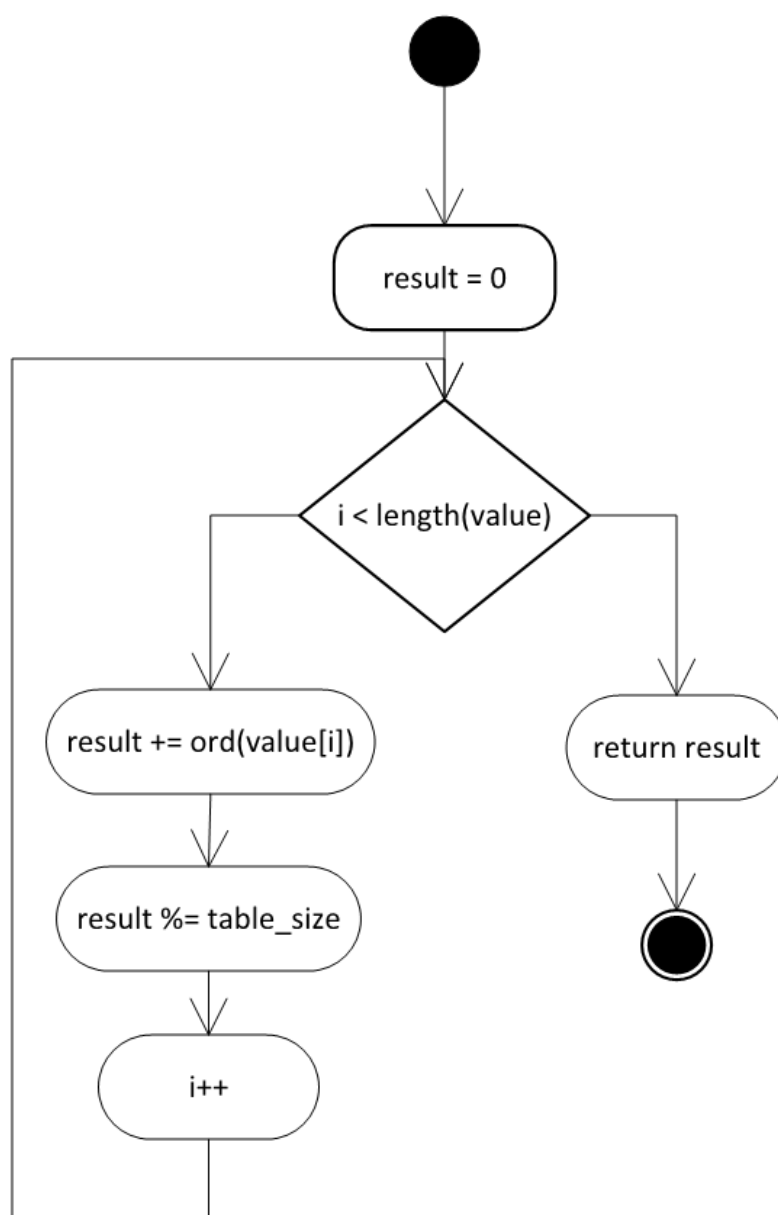 result = 0
i < length(value)
result += ord(value[i])
return result
result %= table_size
i++